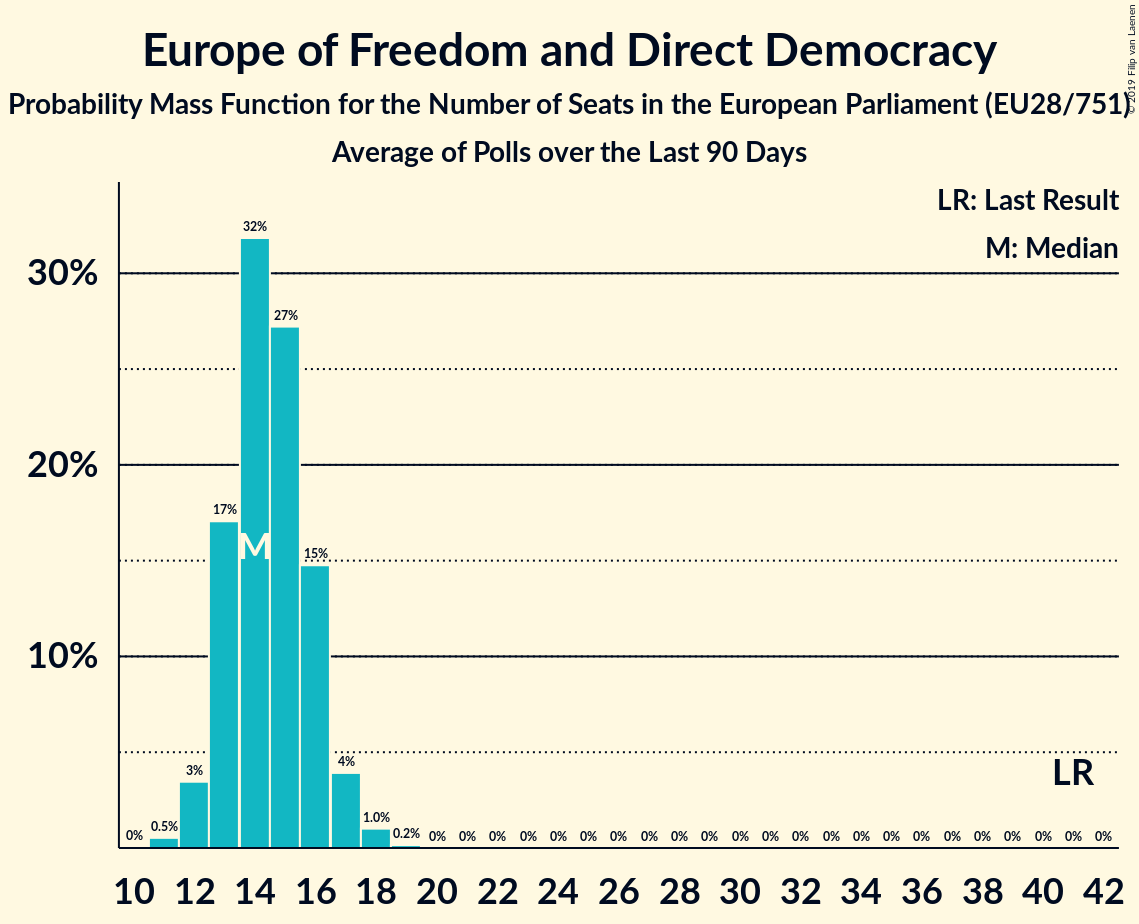 Europe of Freedom and Direct Democracy
© 2019 Filip van Laenen
Probability Mass Function for the Number of Seats in the European Parliament (EU28/751)
Average of Polls over the Last 90 Days
LR: Last Result
M: Median
32%
30%
27%
20%
17%
M
15%
10%
4%
LR
3%
1.0%
0% 0.5% 0.2% 0% 0% 0% 0% 0% 0% 0% 0% 0% 0% 0% 0% 0% 0% 0% 0% 0% 0% 0% 0% 0% 0% 0%
10 12 14 16 18 20 22 24 26 28 30 32 34 36 38 40 42